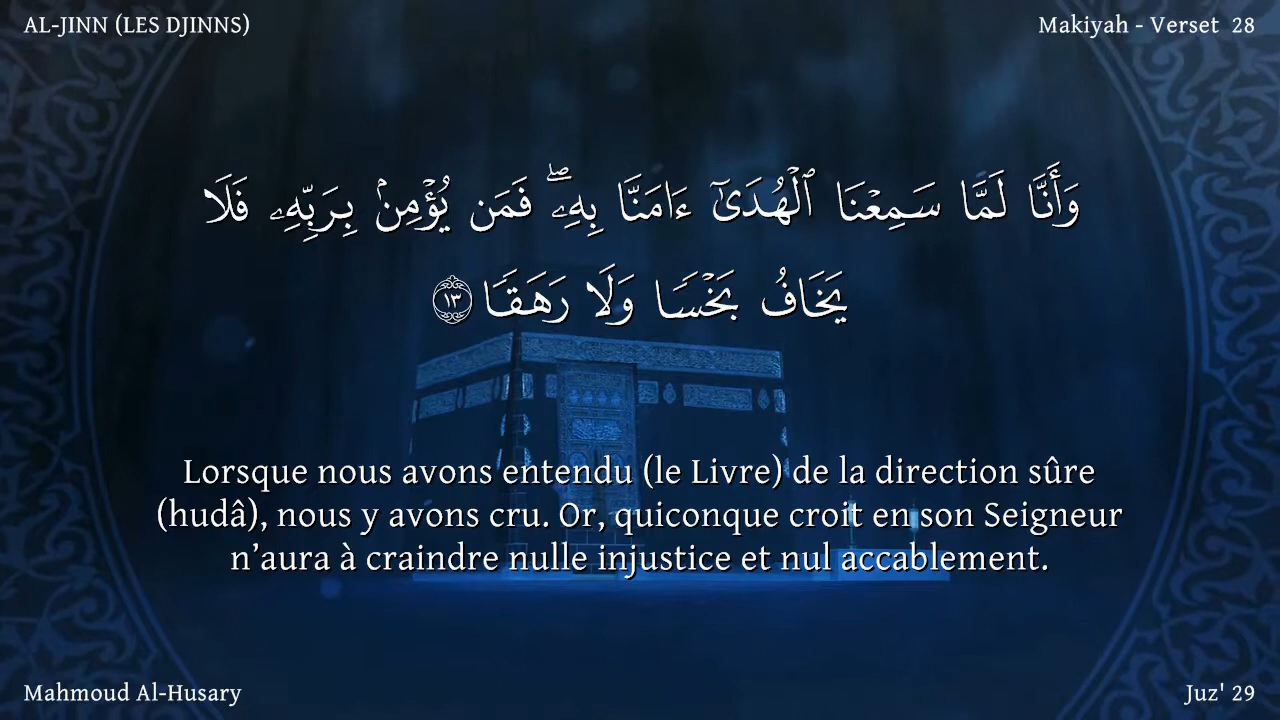 AL-JINN (LES DJINNS)
Makiyah - Verset 28
وَأَنَّا لَمَّا سَمِعْنَا ٱلْهُدَىٰٓ ءَامَنَّا بِهِۦ ۖ فَمَن يُؤْمِنۢ بِرَبِّهِۦ فَلَا
يَخَافُ بَخْسًا وَلَا رَهَقًا ١٣
Lorsque nous avons entendu (le Livre) de la direction sûre
(hudâ), nous y avons cru. Or, quiconque croit en son Seigneur
n’aura à craindre nulle injustice et nul accablement.
Mahmoud Al-Husary
Juz' 29